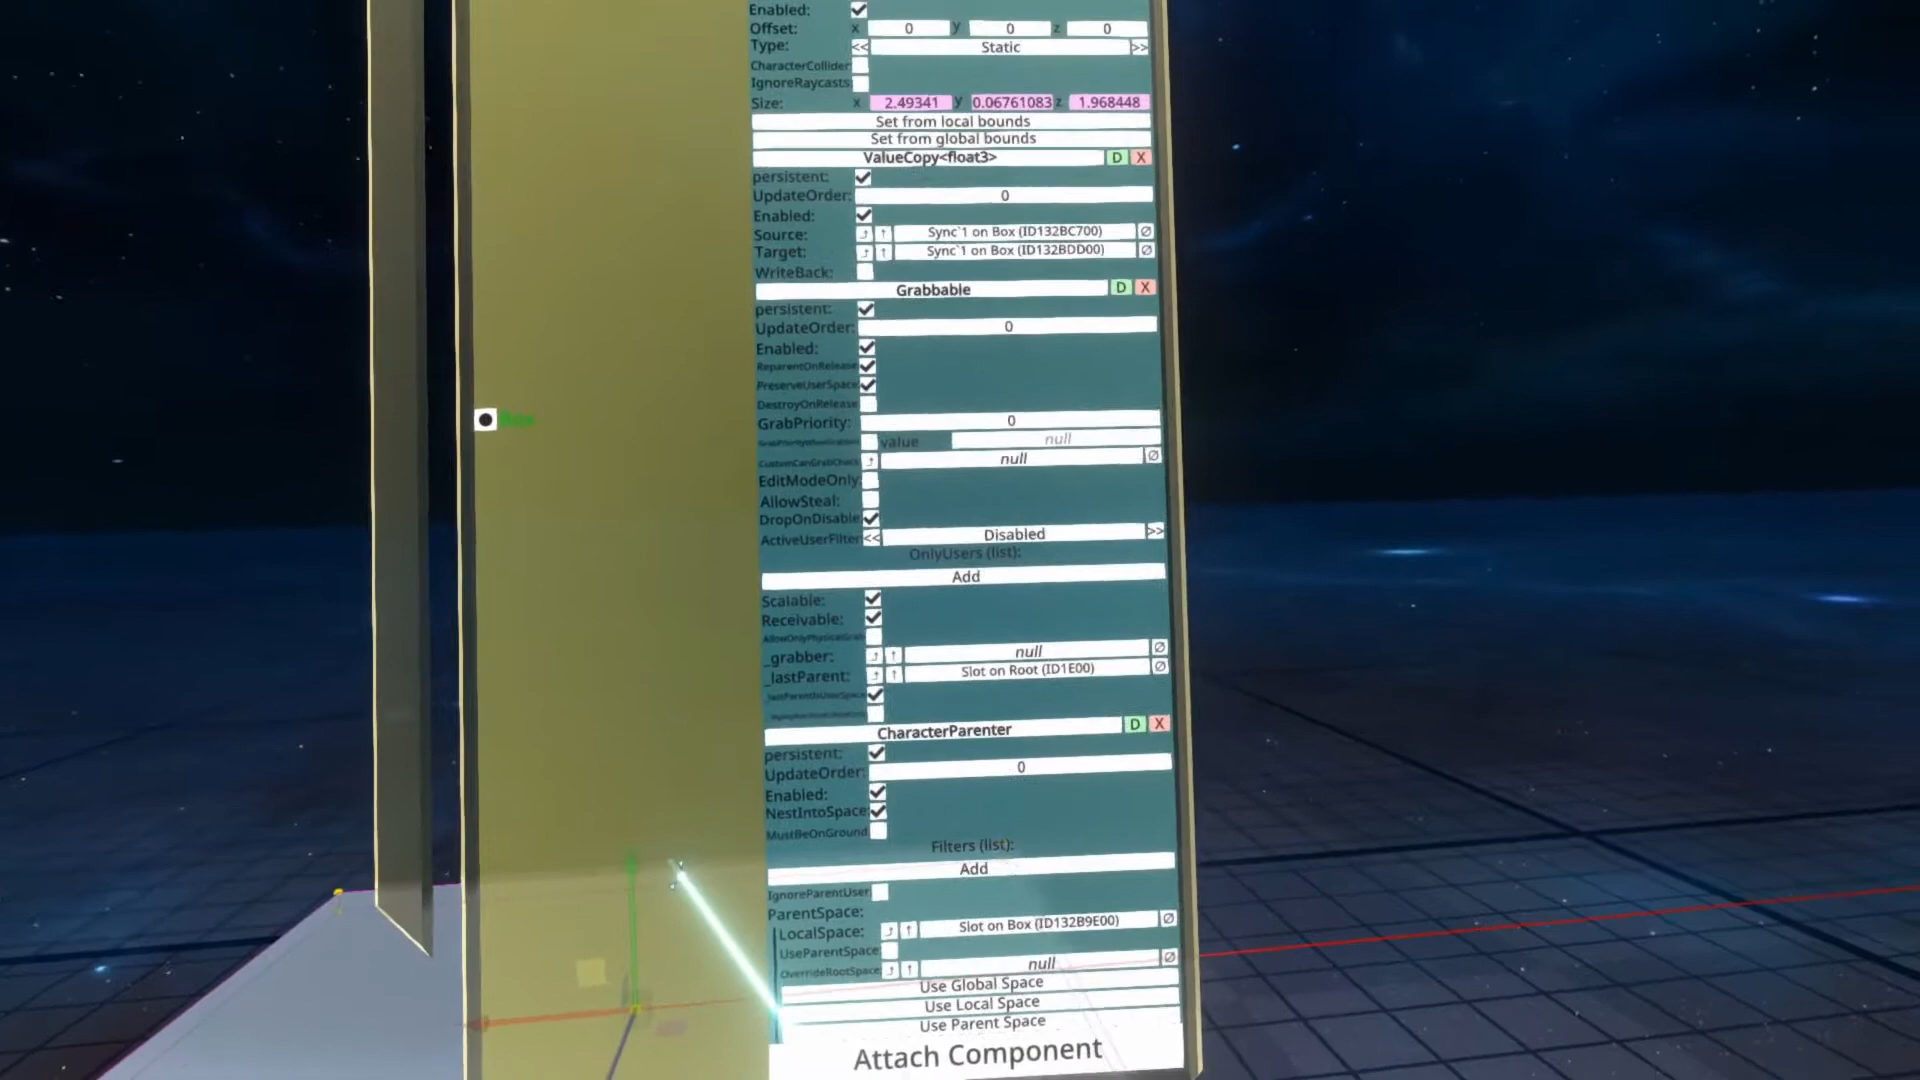 Enabled:
Offset: x 0 y 0 z 0
Type: << Static >>
CharacterCollider
IgnoreRaycasts
Size: x 2.49341 y 0.06761083 z 1.968448
Set from local bounds
Set from global bounds
ValueCopy<float3> D X
persistent:
UpdateOrder: 0
Enabled:
Source: Sync`1 on Box (ID132BC700) ∅
Target: Sync`1 on Box (ID132BDD00) ∅
WriteBack:
Grabbable D X
persistent:
UpdateOrder: 0
Enabled:
ReparentOnRelease
PreserveUserSpace
DestroyOnRelease
Box
GrabPriority: 0
value null
CustomCanGrabCheck null ∅
EditModeOnly
AllowSteal:
DropOnDisable
ActiveUserFilter << Disabled >>
OnlyUsers (list):
Add
Scalable:
Receivable:
AllowOnlyPhysicalGrab
_grabber: null ∅
_lastParent: Slot on Root (ID1E00) ∅
CharacterParenter D X
persistent:
UpdateOrder: 0
Enabled:
NestIntoSpace
MustBeOnGround
Filters (list):
Add
IgnoreParentUser
ParentSpace:
LocalSpace: Slot on Box (ID132B9E00) ∅
UseParentSpace
OverrideRootSpace null ∅
Use Global Space
Use Local Space
Use Parent Space
Attach Component